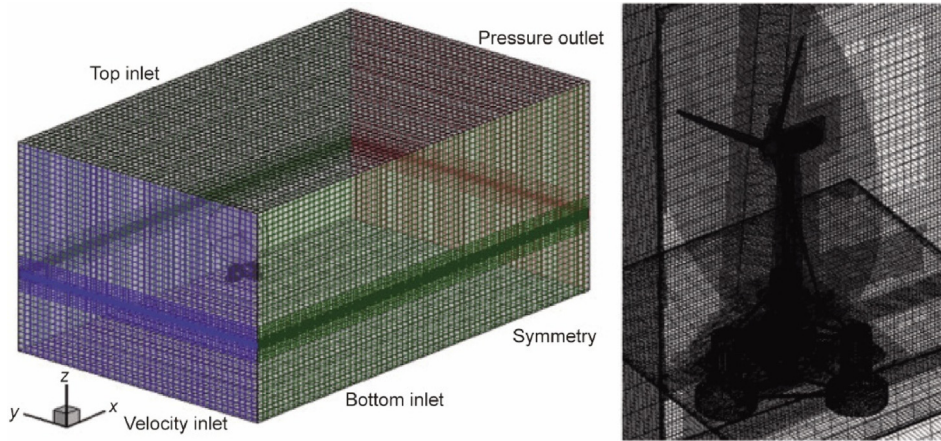 Pressure outlet
Top inlet
Symmetry
Bottom inlet
Velocity inlet
z
y
x